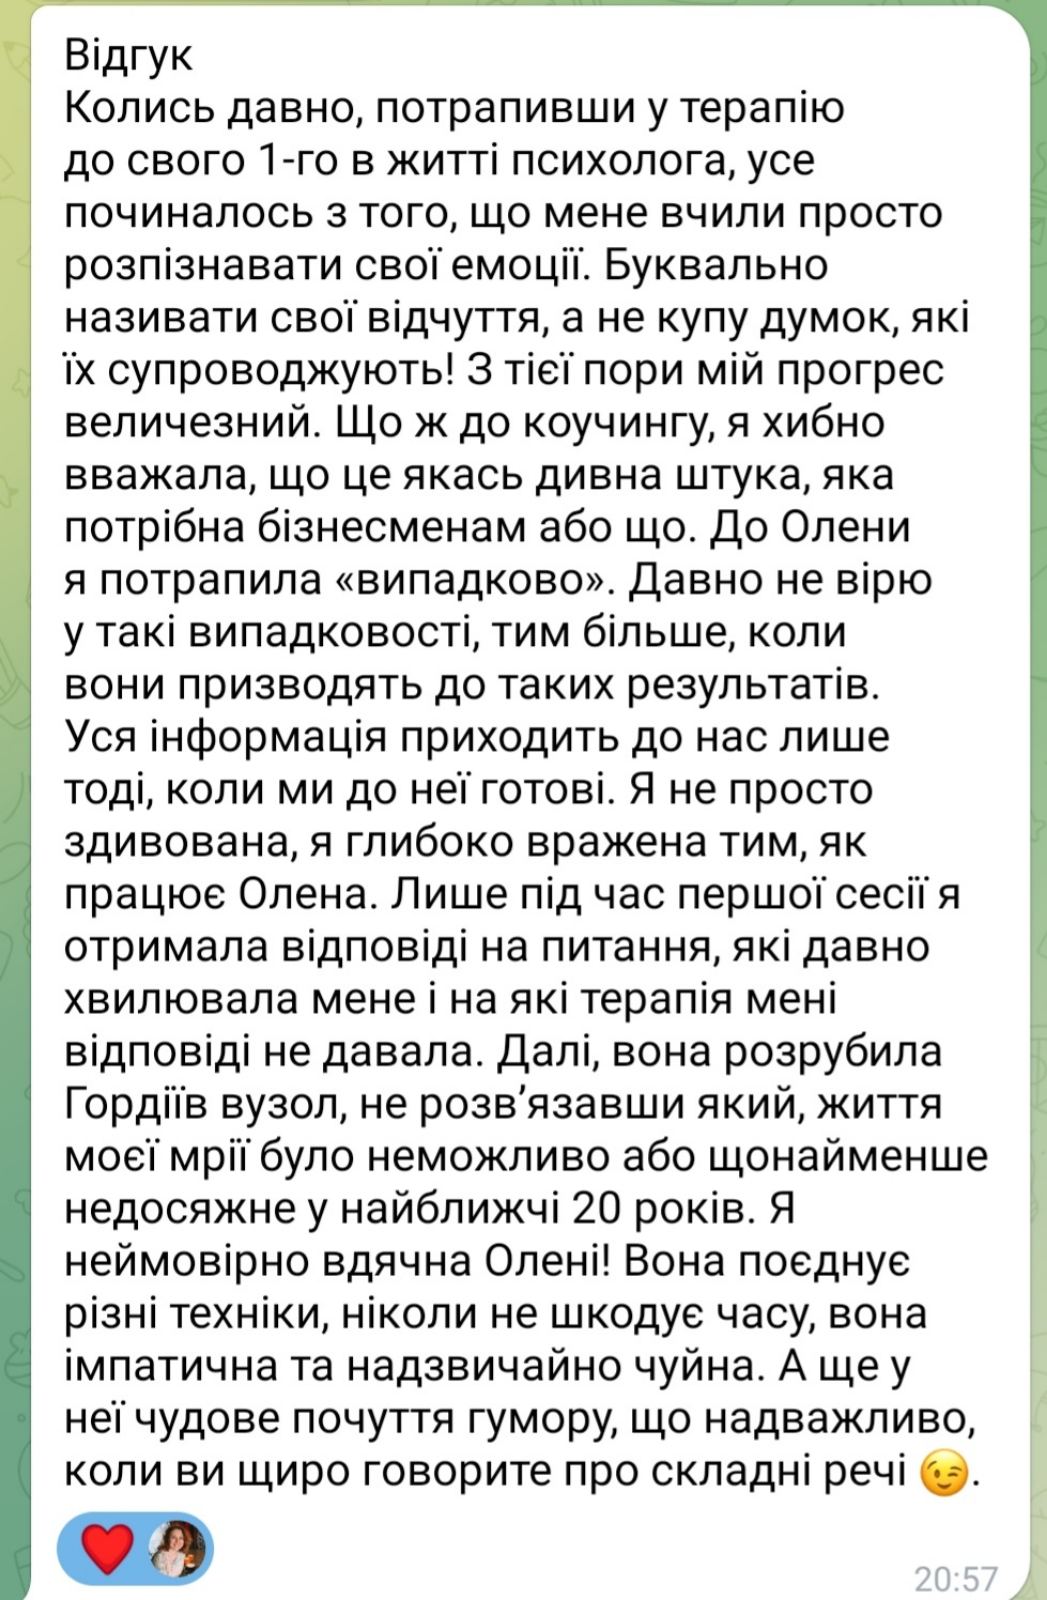 Відгук
Колись давно, потрапивши у терапію
до свого 1-го в житті психолога, усе
починалось з того, що мене вчили просто
розпізнавати свої емоції. Буквально
називати свої відчуття, а не купу думок, які
їх супроводжують! З тієї пори мій прогрес
величезний. Що ж до коучингу, я хибно
вважала, що це якась дивна штука, яка
потрібна бізнесменам або що. До Олени
я потрапила «випадково». Давно не вірю
у такі випадковості, тим більше, коли
вони призводять до таких результатів.
Уся інформація приходить до нас лише
тоді, коли ми до неї готові. Я не просто
здивована, я глибоко вражена тим, як
працює Олена. Лише під час першої сесії я
отримала відповіді на питання, які давно
хвилювала мене і на які терапія мені
відповіді не давала. Далі, вона розрубила
Гордіїв вузол, не розв’язавши який, життя
моєї мрії було неможливо або щонайменше
недосяжне у найближчі 20 років. Я
неймовірно вдячна Олені! Вона поєднує
різні техніки, ніколи не шкодує часу, вона
імпатична та надзвичайно чуйна. А ще у
неї чудове почуття гумору, що надважливо,
коли ви щиро говорите про складні речі 😉.
20:57